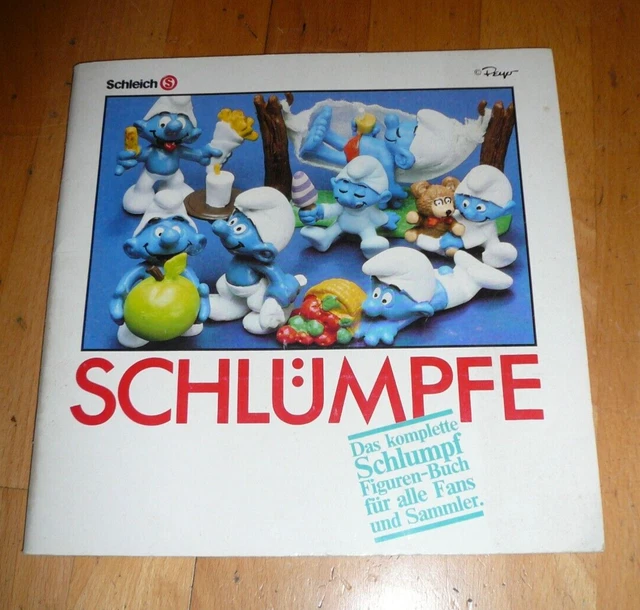 Schleich S
© Peyo
SCHLÜMPFE
Das komplette
Schlumpf
Figuren-Buch
für alle Fans
und Sammler.